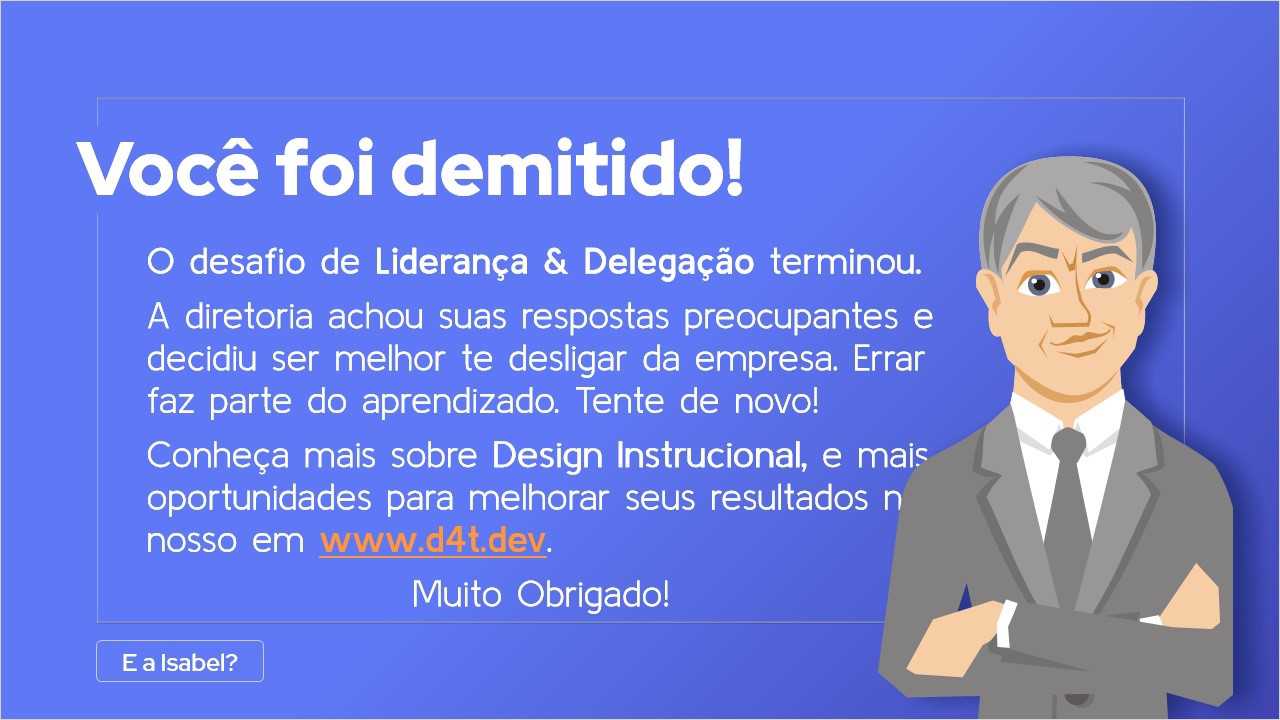 Você foi demitido!
O desafio de Liderança & Delegação terminou.
A diretoria achou suas respostas preocupantes e
decidiu ser melhor te desligar da empresa. Errar
faz parte do aprendizado. Tente de novo!
Conheça mais sobre Design Instrucional, e mais
oportunidades para melhorar seus resultados
nosso em www.d4t.dev.
Muito Obrigado!
E a Isabel?